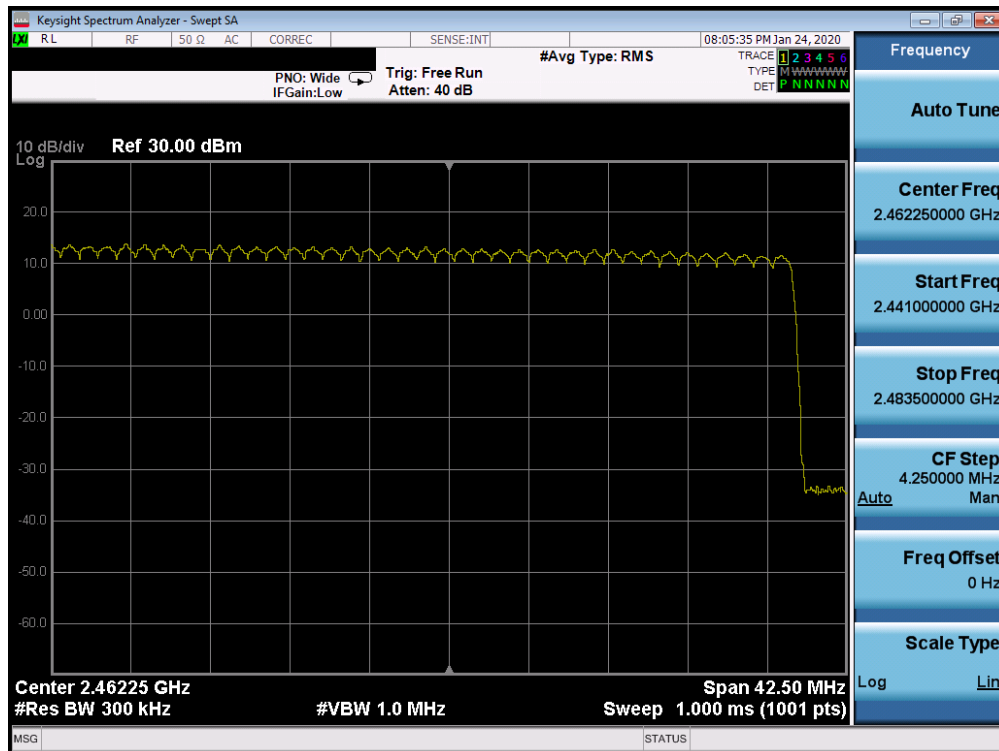 Keysight Spectrum Analyzer - Swept SA
LXI RL RF 50 Ω AC CORREC SENSE:INT 08:05:35 PM Jan 24, 2020
#Avg Type: RMS TRACE 1 2 3 4 5 6
PNO: Wide Trig: Free Run TYPE M WWWWW
IFGain:Low Atten: 40 dB DET P N N N N N
10 dB/div Ref 30.00 dBm
Log
20.0
10.0
0.00
-10.0
-20.0
-30.0
-40.0
-50.0
-60.0
Center 2.46225 GHz Span 42.50 MHz
#Res BW 300 kHz #VBW 1.0 MHz Sweep 1.000 ms (1001 pts)
MSG STATUS
Frequency
Auto Tune
Center Freq
2.462250000 GHz
Start Freq
2.441000000 GHz
Stop Freq
2.483500000 GHz
CF Step
4.250000 MHz
Auto Man
Freq Offset
0 Hz
Scale Type
Log Lin